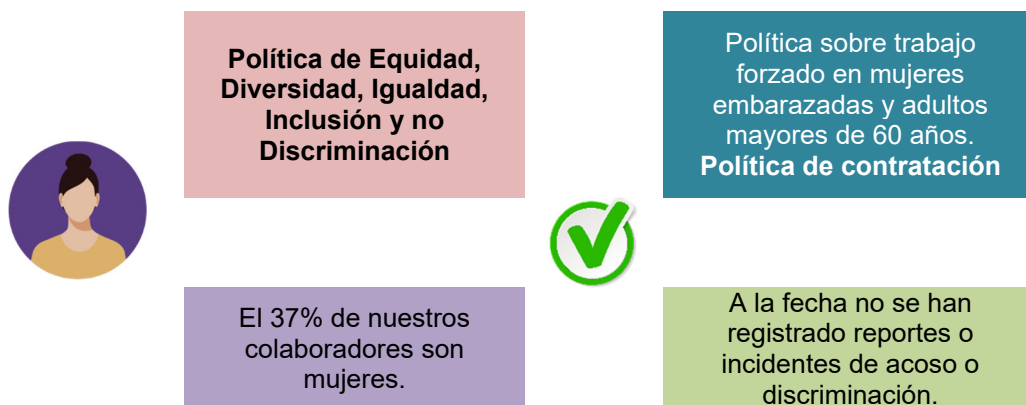 Política de Equidad,
Diversidad, Igualdad,
Inclusión y no
Discriminación
Política sobre trabajo
forzado en mujeres
embarazadas y adultos
mayores de 60 años.
Política de contratación
El 37% de nuestros
colaboradores son
mujeres.
A la fecha no se han
registrado reportes o
incidentes de acoso o
discriminación.